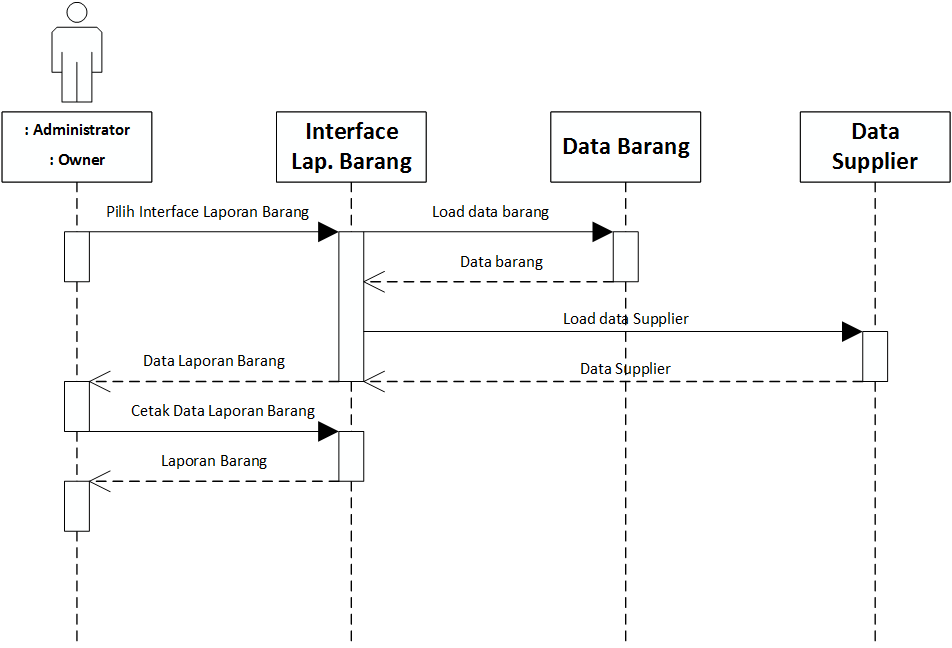 : Administrator
: Owner
Interface
Lap. Barang
Data Barang
Data
Supplier
Pilih Interface Laporan Barang
Load data barang
Data barang
Load data Supplier
Data Laporan Barang
Data Supplier
Cetak Data Laporan Barang
Laporan Barang